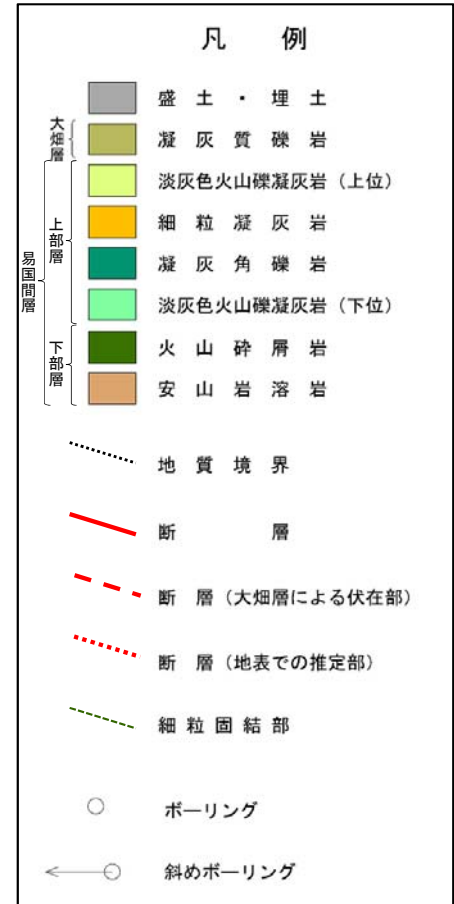 凡 例
盛土・埋土
大畑層
凝灰質礫岩
易国間層
上部層
淡灰色火山礫凝灰岩（上位）
細粒凝灰岩
凝灰角礫岩
淡灰色火山礫凝灰岩（下位）
下部層
火山砕屑岩
安山岩溶岩
地質境界
断層
断層（大畑層による伏在部）
断層（地表での推定部）
細粒固結部
ボーリング
斜めボーリング